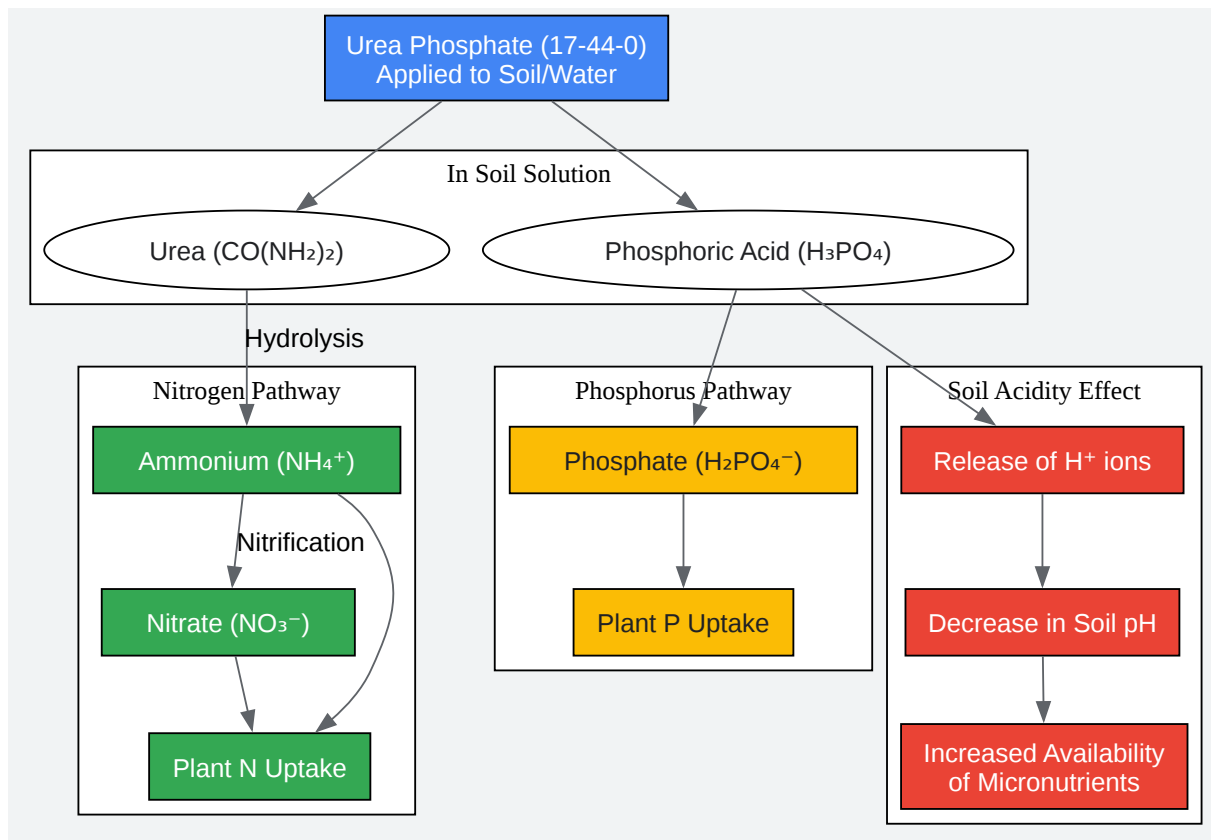 Urea Phosphate (17-44-0)
Applied to Soil/Water
In Soil Solution
Urea (CO(NH₂)₂)
Phosphoric Acid (H₃PO₄)
Hydrolysis
Nitrogen Pathway
Phosphorus Pathway
Soil Acidity Effect
Ammonium (NH₄⁺)
Phosphate (H₂PO₄⁻)
Release of H⁺ ions
Nitrification
Nitrate (NO₃⁻)
Plant P Uptake
Decrease in Soil pH
Plant N Uptake
Increased Availability
of Micronutrients